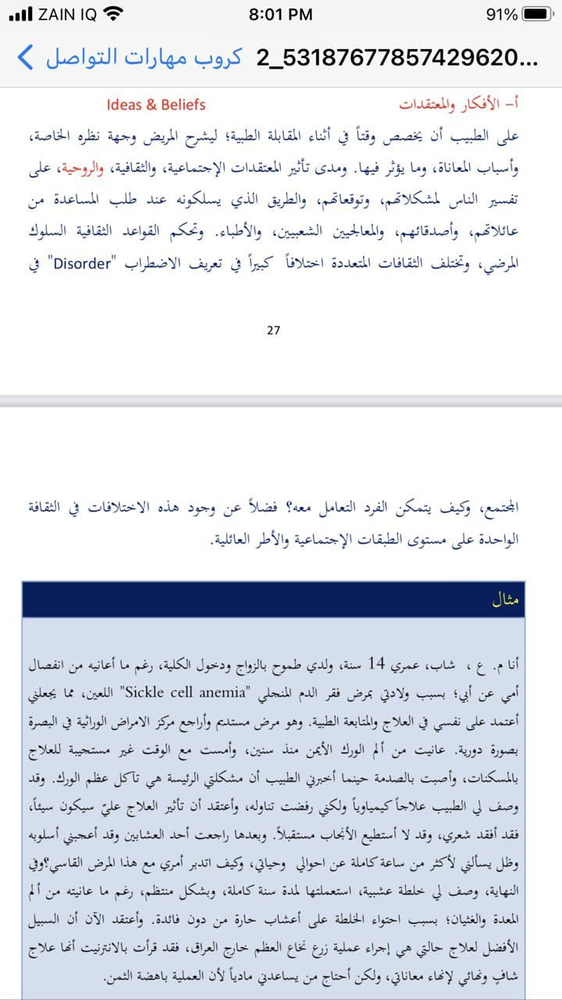 ZAIN IQ 8:01 PM 91%
كروب مهارات التواصل 2_53187677857429620...
أ- الأفكار والمعتقدات Ideas & Beliefs
على الطبيب أن يخصص وقتاً في أثناء المقابلة الطبية؛ ليشرح المريض وجهة نظره الخاصة،
وأسباب المعاناة، وما يؤثر فيها. ومدى تأثير المعتقدات الإجتماعية، والثقافية، والروحية، على
تفسير الناس لمشكلاتهم، وتوقعاتهم، والطريق الذي يسلكونه عند طلب المساعدة من
عائلاتهم، وأصدقائهم، والمعالجيين الشعبيين، والأطباء. وتحكم القواعد الثقافية السلوك
المرضي، وتختلف الثقافات المتعددة اختلافاً كبيراً في تعريف الاضطراب "Disorder" في
27
المجتمع، وكيف يتمكن الفرد التعامل معه؟ فضلاً عن وجود هذه الاختلافات في الثقافة
الواحدة على مستوى الطبقات الإجتماعية والأطر العائلية.
مثال
أنا م. ع ، شاب، عمري 14 سنة، ولدي طموح بالزواج ودخول الكلية، رغم ما أعانيه من انفصال
أمي عن أبي؛ بسبب ولادتي بمرض فقر الدم المنجلي "Sickle cell anemia" اللعين، مما يجعلني
أعتمد على نفسي في العلاج والمتابعة الطبية. وهو مرض مستديم وأراجع مركز الامراض الوراثية في البصرة
بصورة دورية. عانيت من ألم الورك الأيمن منذ سنين، وأمست مع الوقت غير مستجيبة للعلاج
بالمسكنات، وأصبت بالصدمة حينما أخبرني الطبيب أن مشكلتي الرئيسة هي تآكل عظم الورك. وقد
وصف لي الطبيب علاجاً كيمياوياً ولكني رفضت تناوله، وأعتقد أن تأثير العلاج عليّ سيكون سيئاً،
فقد أفقد شعري، وقد لا أستطيع الأنجاب مستقبلاً. وبعدها راجعت أحد العشابين وقد أعجبني أسلوبه
وظل يسألني لأكثر من ساعة كاملة عن احوالي وحياتي، وكيف اتدبر أمري مع هذا المرض القاسي؟وفي
النهاية، وصف لي خلطة عشبية، استعملتها لمدة سنة كاملة، وبشكل منتظم، رغم ما عانيته من ألم
المعدة والغثيان؛ بسبب احتواء الخلطة على أعشاب حارة من دون فائدة. وأعتقد الآن أن السبيل
الأفضل لعلاج حالتي هي إجراء عملية زرع نخاع العظم خارج العراق، فقد قرأت بالانترنيت أنها علاج
شافٍ ونهائي لإنهاء معاناتي، ولكن أحتاج من يساعدني مادياً لأن العملية باهضة الثمن.